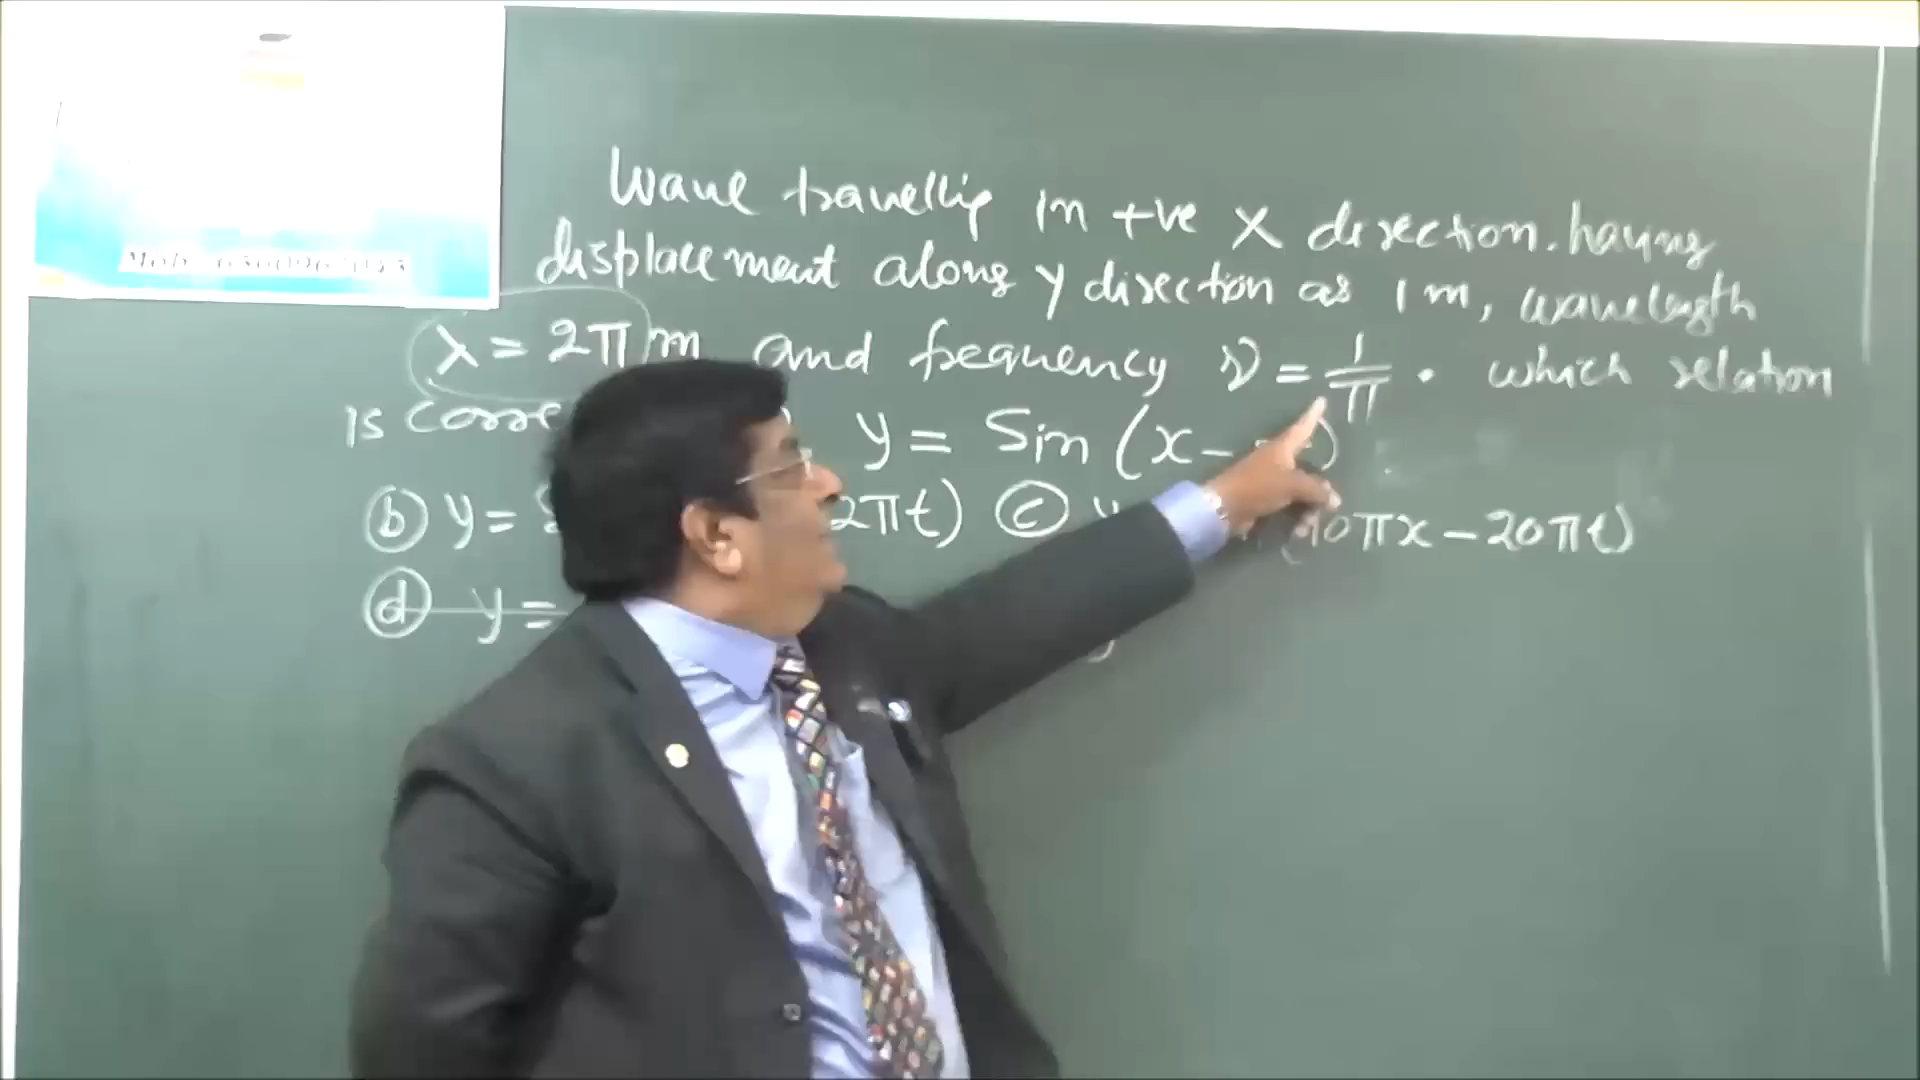 Wave travelling in +ve X direction. having
displacement along y direction as 1 m, wavelength
λ = 2π m and frequency ν = 1/π . which relation
is y = Sin (x -
(b) y = 2πt) (c) y 10πx - 20πt)
(d) y =